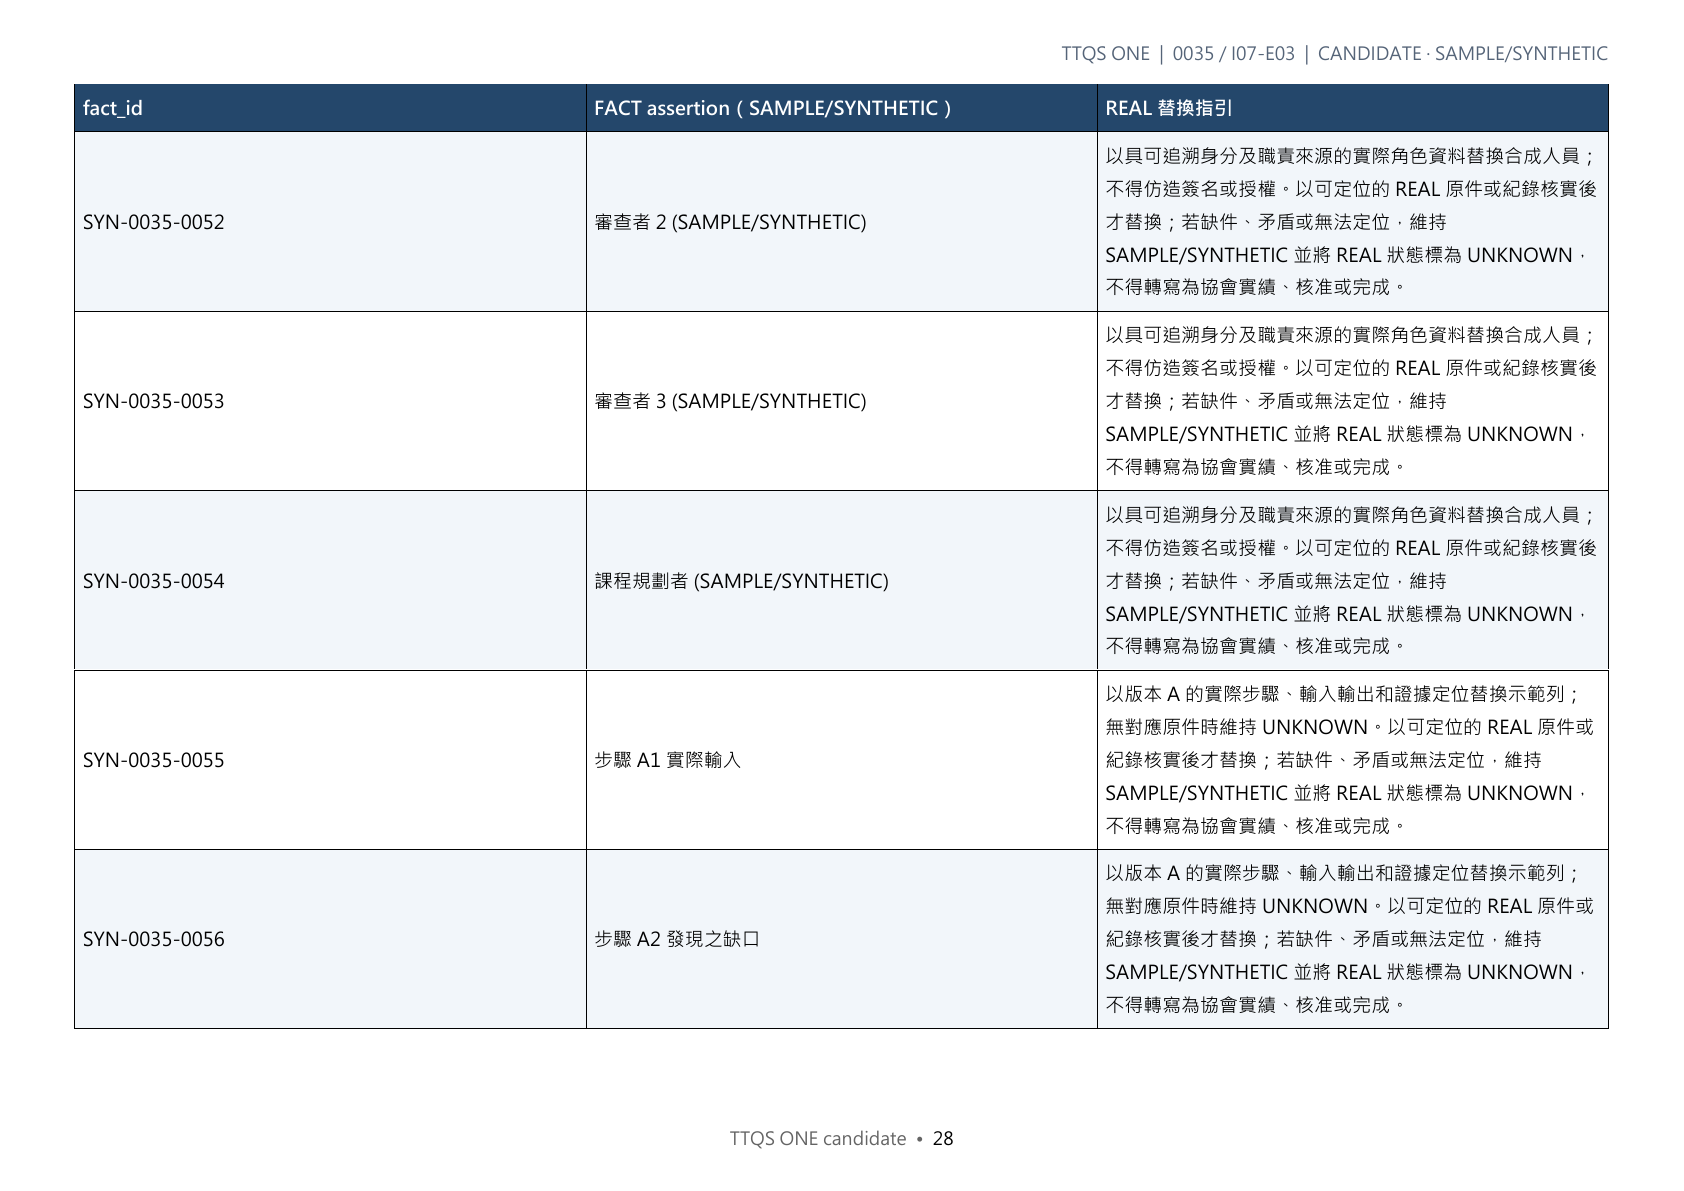 TTQS ONE | 0035 / I07-E03 | CANDIDATE · SAMPLE/SYNTHETIC
fact_id
FACT assertion（SAMPLE/SYNTHETIC）
REAL 替換指引
SYN-0035-0052
審查者 2 (SAMPLE/SYNTHETIC)
以具可追溯身分及職責來源的實際角色資料替換合成人員；
不得仿造簽名或授權。以可定位的 REAL 原件或紀錄核實後
才替換；若缺件、矛盾或無法定位，維持
SAMPLE/SYNTHETIC 並將 REAL 狀態標為 UNKNOWN，
不得轉寫為協會實績、核准或完成。
SYN-0035-0053
審查者 3 (SAMPLE/SYNTHETIC)
以具可追溯身分及職責來源的實際角色資料替換合成人員；
不得仿造簽名或授權。以可定位的 REAL 原件或紀錄核實後
才替換；若缺件、矛盾或無法定位，維持
SAMPLE/SYNTHETIC 並將 REAL 狀態標為 UNKNOWN，
不得轉寫為協會實績、核准或完成。
SYN-0035-0054
課程規劃者 (SAMPLE/SYNTHETIC)
以具可追溯身分及職責來源的實際角色資料替換合成人員；
不得仿造簽名或授權。以可定位的 REAL 原件或紀錄核實後
才替換；若缺件、矛盾或無法定位，維持
SAMPLE/SYNTHETIC 並將 REAL 狀態標為 UNKNOWN，
不得轉寫為協會實績、核准或完成。
SYN-0035-0055
步驟 A1 實際輸入
以版本 A 的實際步驟、輸入輸出和證據定位替換示範列；
無對應原件時維持 UNKNOWN。以可定位的 REAL 原件或
紀錄核實後才替換；若缺件、矛盾或無法定位，維持
SAMPLE/SYNTHETIC 並將 REAL 狀態標為 UNKNOWN，
不得轉寫為協會實績、核准或完成。
SYN-0035-0056
步驟 A2 發現之缺口
以版本 A 的實際步驟、輸入輸出和證據定位替換示範列；
無對應原件時維持 UNKNOWN。以可定位的 REAL 原件或
紀錄核實後才替換；若缺件、矛盾或無法定位，維持
SAMPLE/SYNTHETIC 並將 REAL 狀態標為 UNKNOWN，
不得轉寫為協會實績、核准或完成。
TTQS ONE candidate • 28